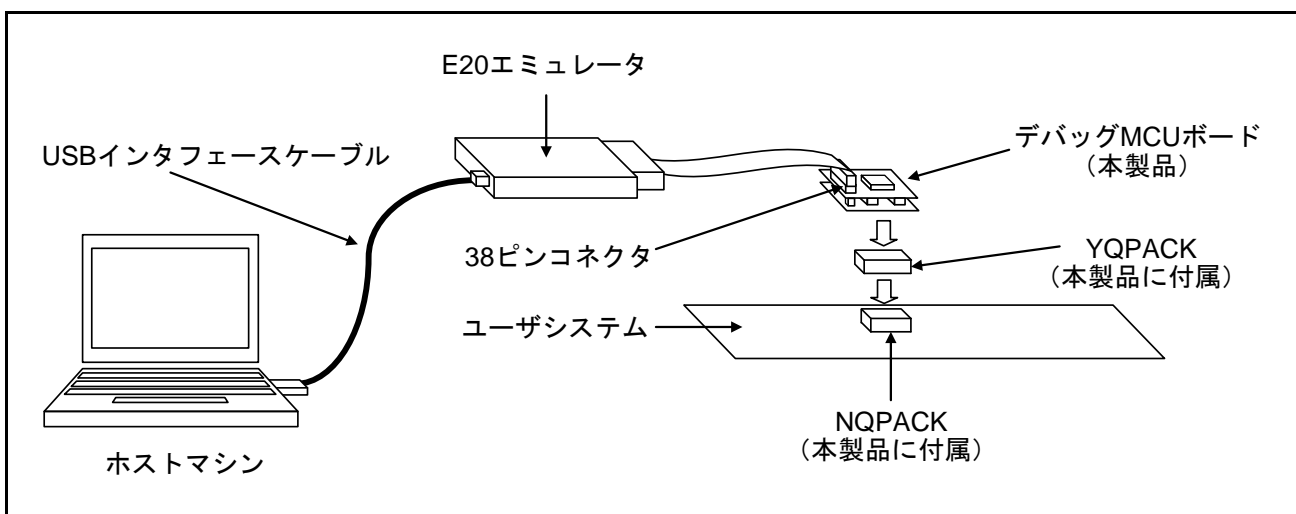 E20エミュレータ
USBインタフェースケーブル
デバッグMCUボード
（本製品）
38ピンコネクタ
YQPACK
（本製品に付属）
ユーザシステム
NQPACK
（本製品に付属）
ホストマシン